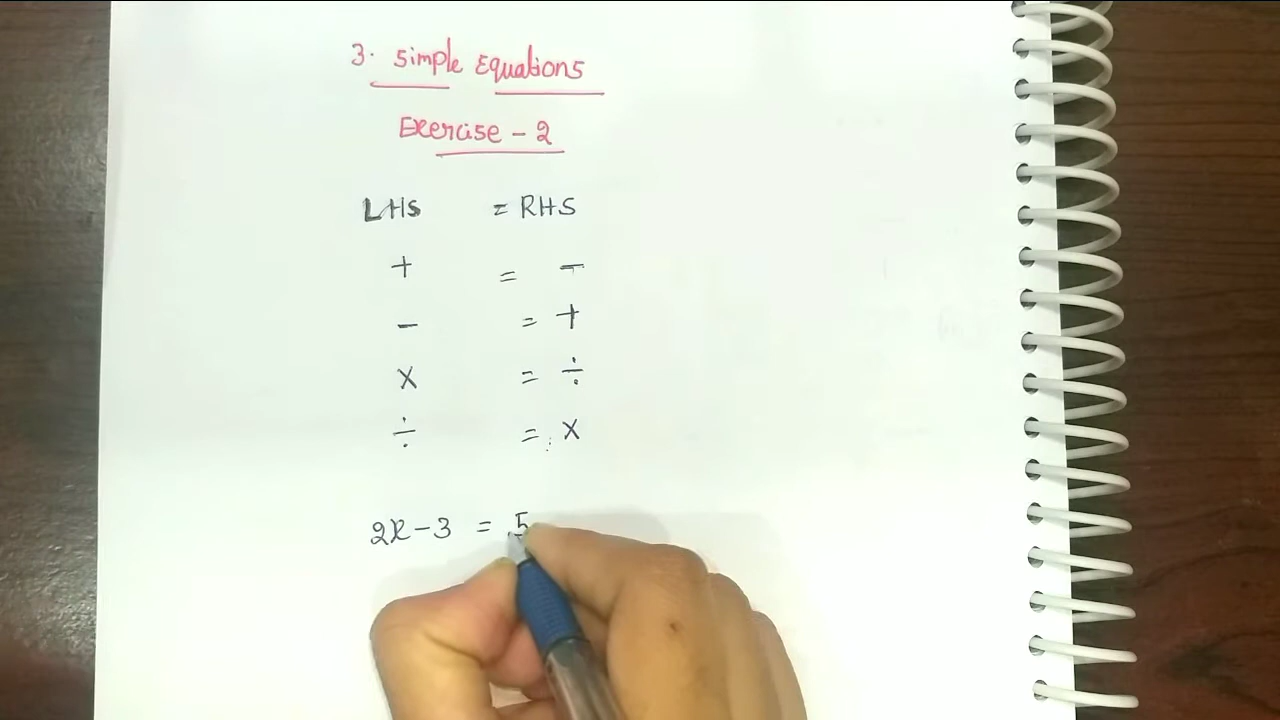 3. Simple Equations
Exercise - 2
LHS = RHS
+ = -
- = +
× = ÷
÷ = ×
2x - 3 = 5